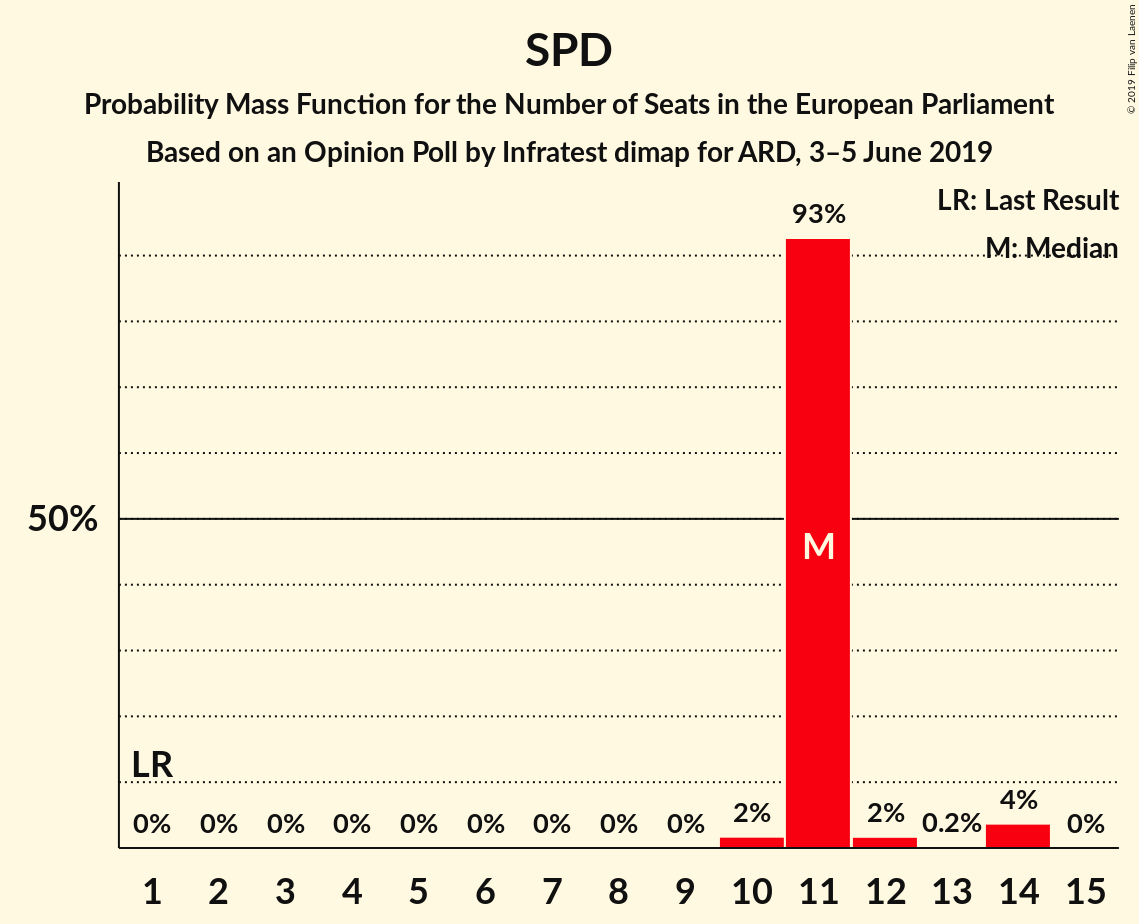 SPD
Probability Mass Function for the Number of Seats in the European Parliament
Based on an Opinion Poll by Infratest dimap for ARD, 3–5 June 2019
© 2019 Filip van Laenen
LR: Last Result
M: Median
93%
50%
M
LR
0% 0% 0% 0% 0% 0% 0% 0% 0% 2% 2% 0.2% 4% 0%
1 2 3 4 5 6 7 8 9 10 11 12 13 14 15